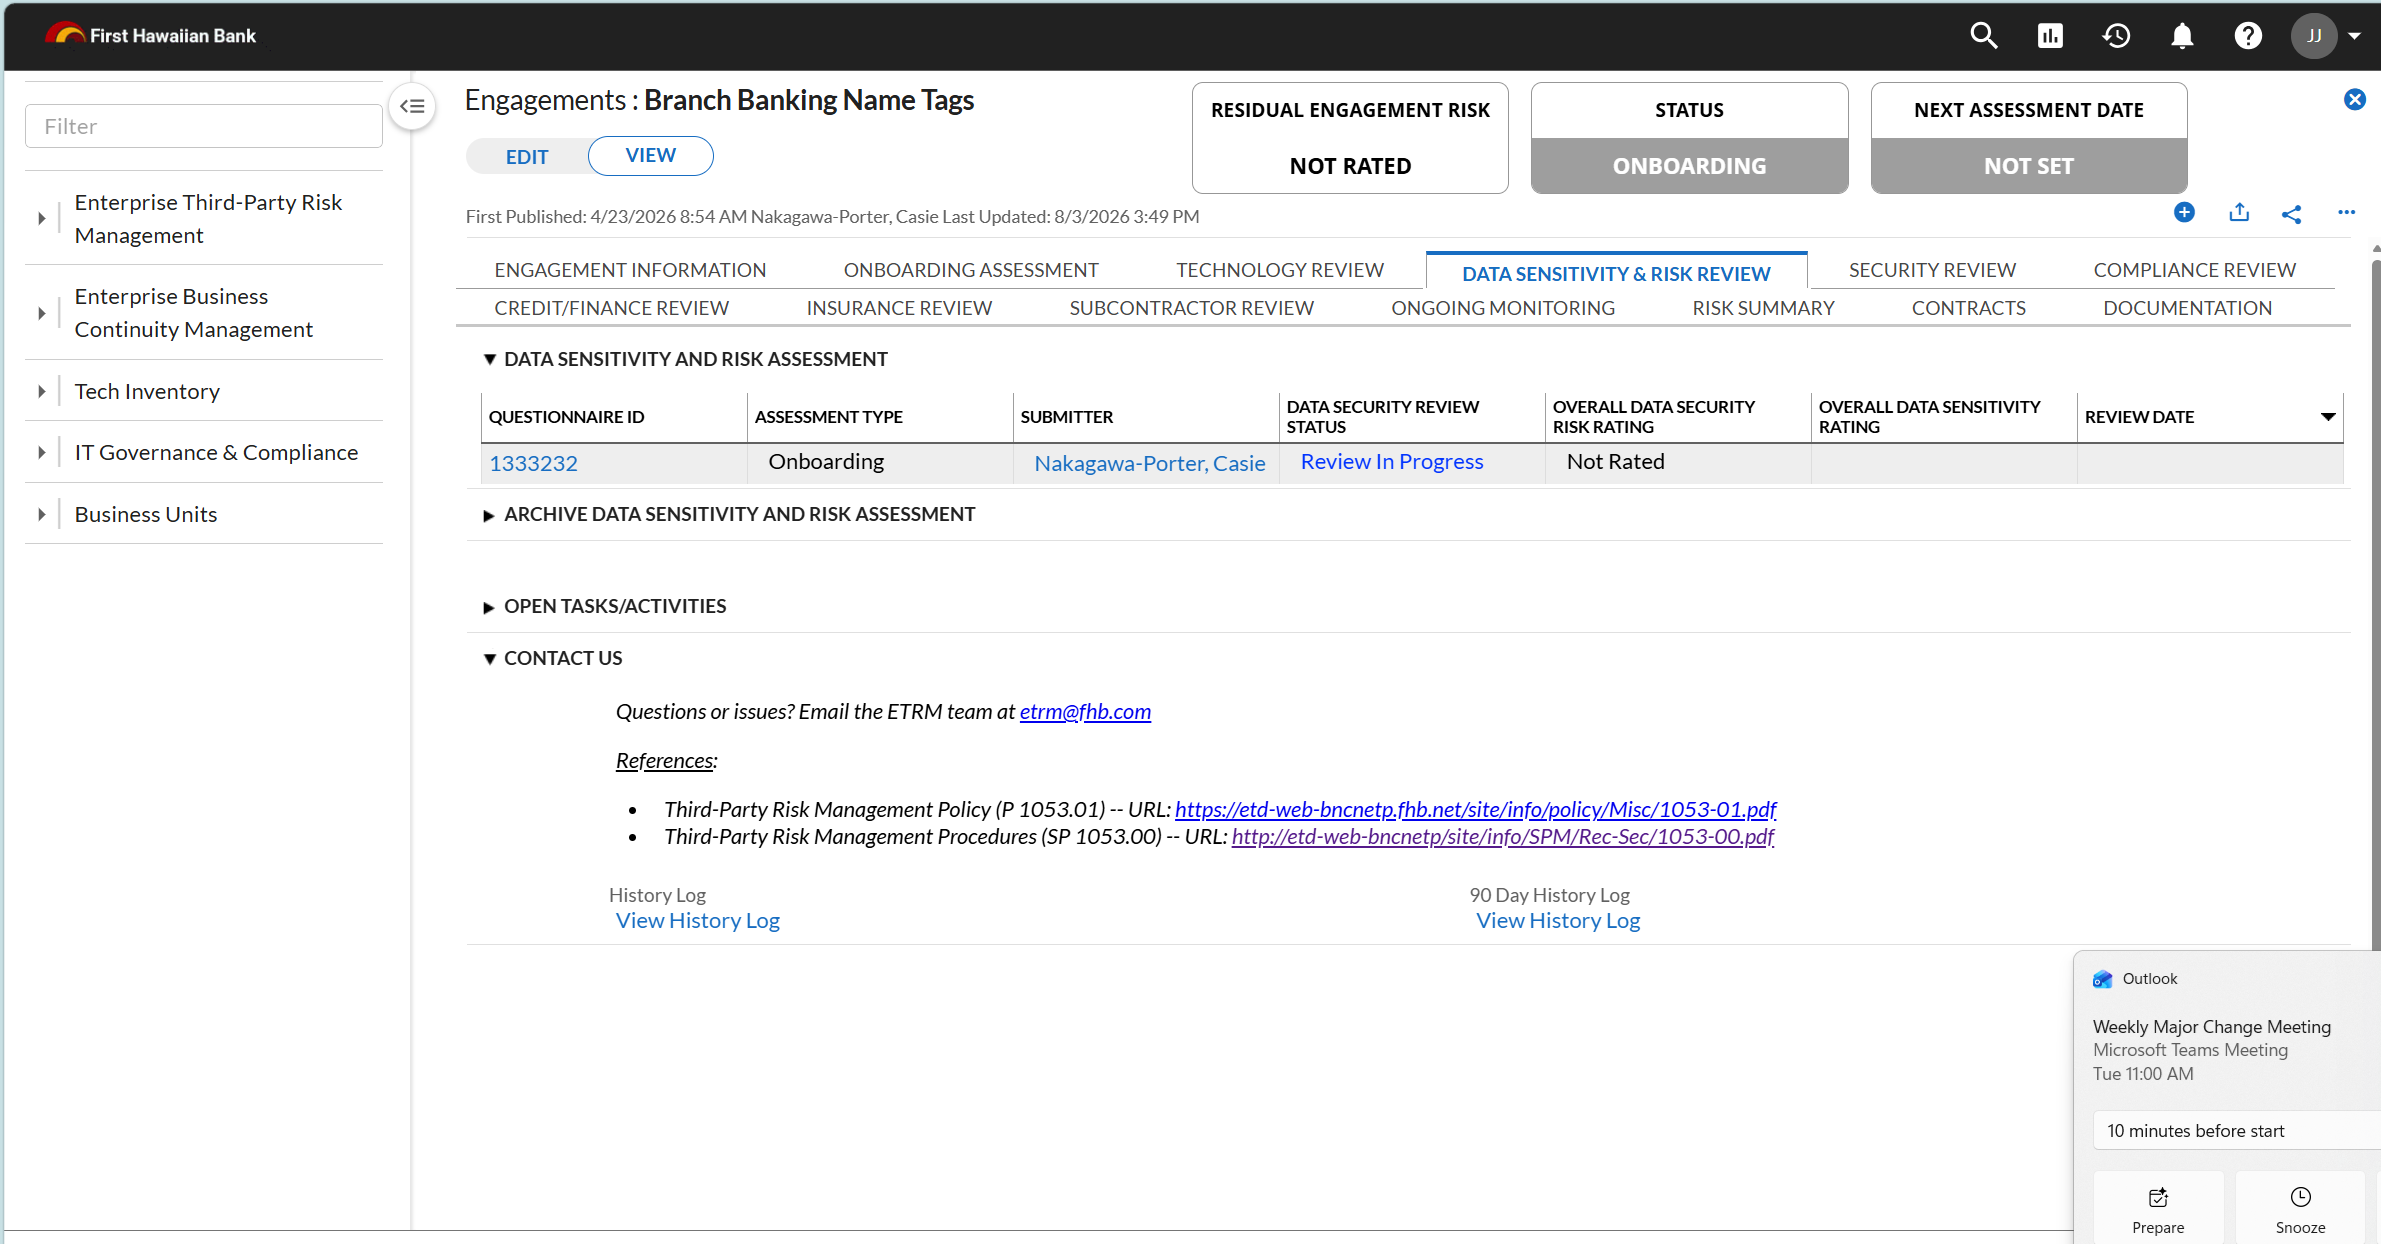 First Hawaiian Bank
JJ
Filter
Enterprise Third-Party Risk
Management
Enterprise Business
Continuity Management
Tech Inventory
IT Governance & Compliance
Business Units
Engagements : Branch Banking Name Tags
EDIT
VIEW
RESIDUAL ENGAGEMENT RISK
NOT RATED
STATUS
ONBOARDING
NEXT ASSESSMENT DATE
NOT SET
First Published: 4/23/2026 8:54 AM Nakagawa-Porter, Casie Last Updated: 8/3/2026 3:49 PM
ENGAGEMENT INFORMATION
ONBOARDING ASSESSMENT
TECHNOLOGY REVIEW
DATA SENSITIVITY & RISK REVIEW
SECURITY REVIEW
COMPLIANCE REVIEW
CREDIT/FINANCE REVIEW
INSURANCE REVIEW
SUBCONTRACTOR REVIEW
ONGOING MONITORING
RISK SUMMARY
CONTRACTS
DOCUMENTATION
DATA SENSITIVITY AND RISK ASSESSMENT
QUESTIONNAIRE ID
ASSESSMENT TYPE
SUBMITTER
DATA SECURITY REVIEW
STATUS
OVERALL DATA SECURITY
RISK RATING
OVERALL DATA SENSITIVITY
RATING
REVIEW DATE
1333232
Onboarding
Nakagawa-Porter, Casie
Review In Progress
Not Rated
ARCHIVE DATA SENSITIVITY AND RISK ASSESSMENT
OPEN TASKS/ACTIVITIES
CONTACT US
Questions or issues? Email the ETRM team at etrm@fhb.com
References:
• Third-Party Risk Management Policy (P 1053.01) -- URL: https://etd-web-bncnetp.fhb.net/site/info/policy/Misc/1053-01.pdf
• Third-Party Risk Management Procedures (SP 1053.00) -- URL: http://etd-web-bncnetp/site/info/SPM/Rec-Sec/1053-00.pdf
History Log
View History Log
90 Day History Log
View History Log
Outlook
Weekly Major Change Meeting
Microsoft Teams Meeting
Tue 11:00 AM
10 minutes before start
Prepare
Snooze